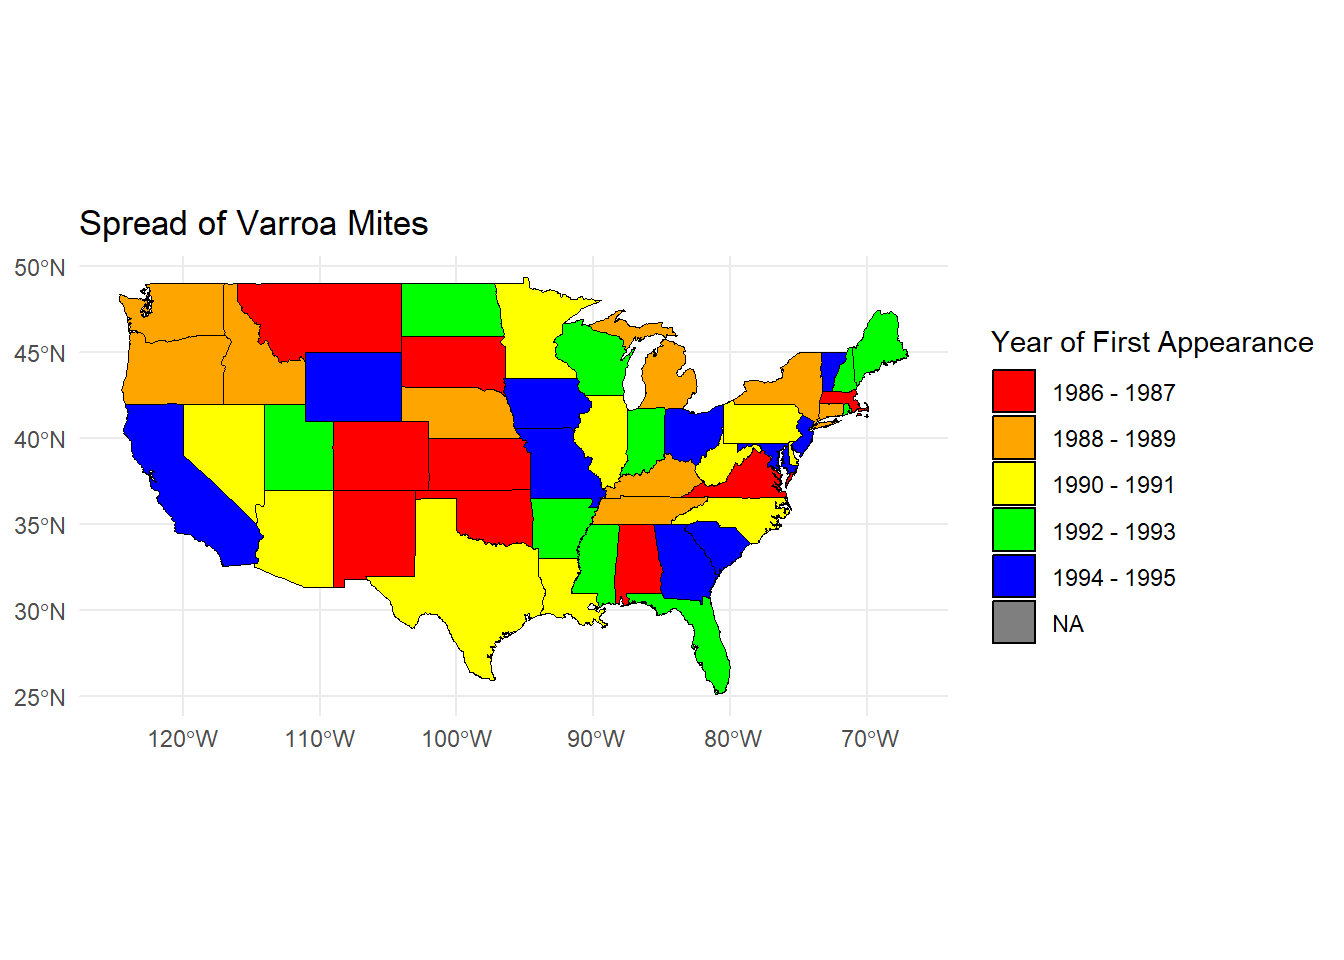 Spread of Varroa Mites
50°N
45°N
40°N
35°N
30°N
25°N
120°W
110°W
100°W
90°W
80°W
70°W
Year of First Appearance
1986 - 1987
1988 - 1989
1990 - 1991
1992 - 1993
1994 - 1995
NA